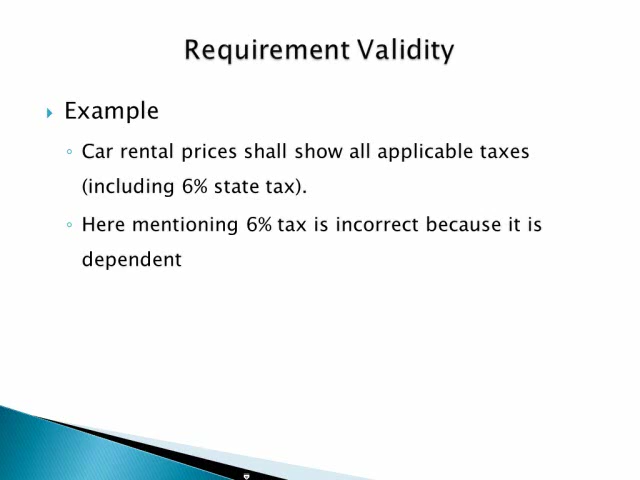 Requirement Validity
Example
Car rental prices shall show all applicable taxes
(including 6% state tax).
Here mentioning 6% tax is incorrect because it is
dependent